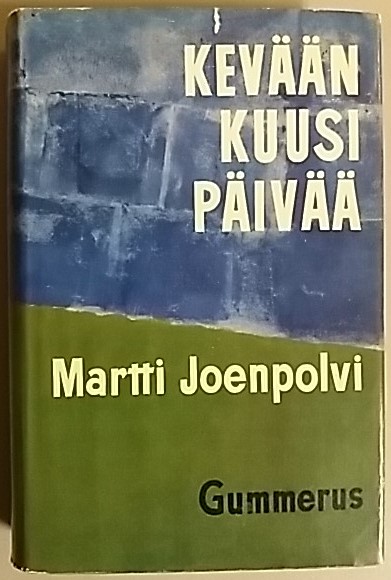 KEVÄÄN
KUUSI
PÄIVÄÄ
Martti Joenpolvi
Gummerus